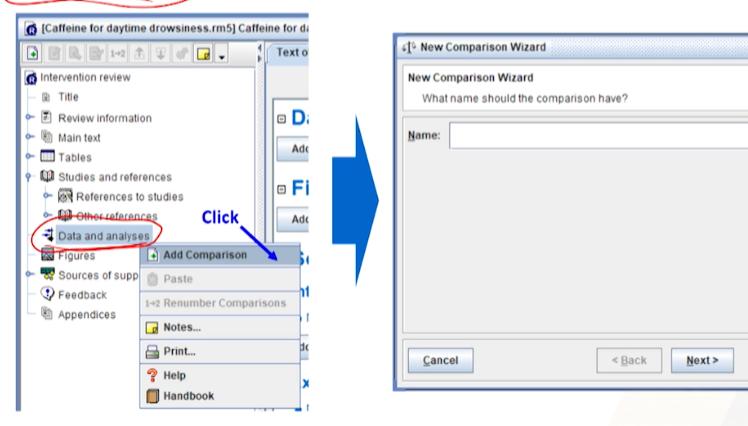 [Caffeine for daytime drowsiness.rm5] Caffeine for da
Text o
Intervention review
Title
Review information
Main text
Tables
Studies and references
References to studies
Other references
Data and analyses
Figures
Sources of supp
Feedback
Appendices
Click
Add Comparison
Paste
1→2 Renumber Comparisons
Notes...
Print...
Help
Handbook
Da
Add
Fi
Add
New Comparison Wizard
New Comparison Wizard
What name should the comparison have?
Name:
Cancel
< Back
Next >